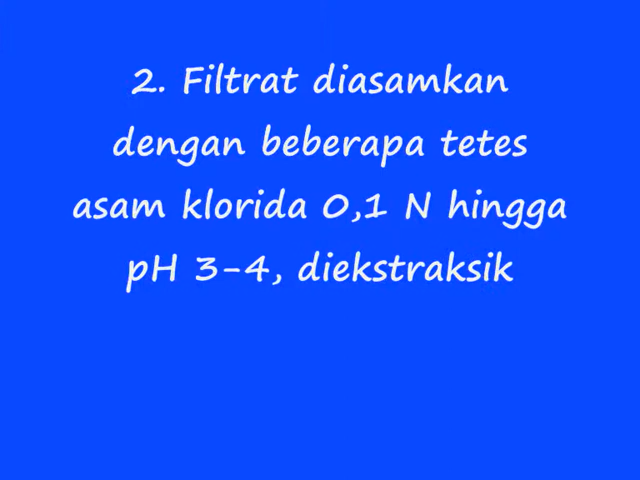 2. Filtrat diasamkan
dengan beberapa tetes
asam klorida 0,1 N hingga
pH 3-4, diekstraksik